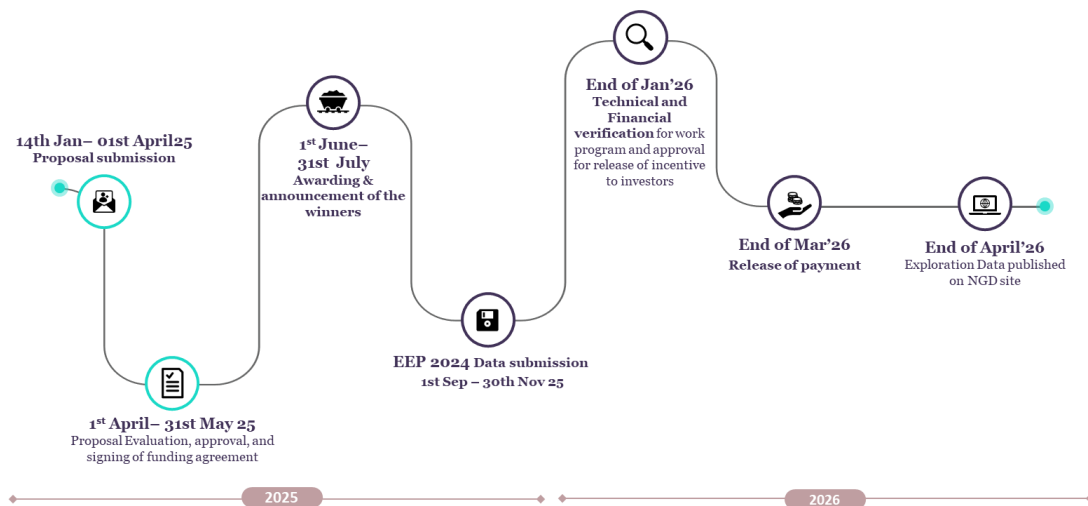 14th Jan– 01st April25
Proposal submission
1st April– 31st May 25
Proposal Evaluation, approval, and
signing of funding agreement
1st June–
31st July
Awarding &
announcement of the
winners
EEP 2024 Data submission
1st Sep – 30th Nov 25
End of Jan’26
Technical and
Financial
verification for work
program and approval
for release of incentive
to investors
End of Mar’26
Release of payment
End of April’26
Exploration Data published
on NGD site
2025
2026